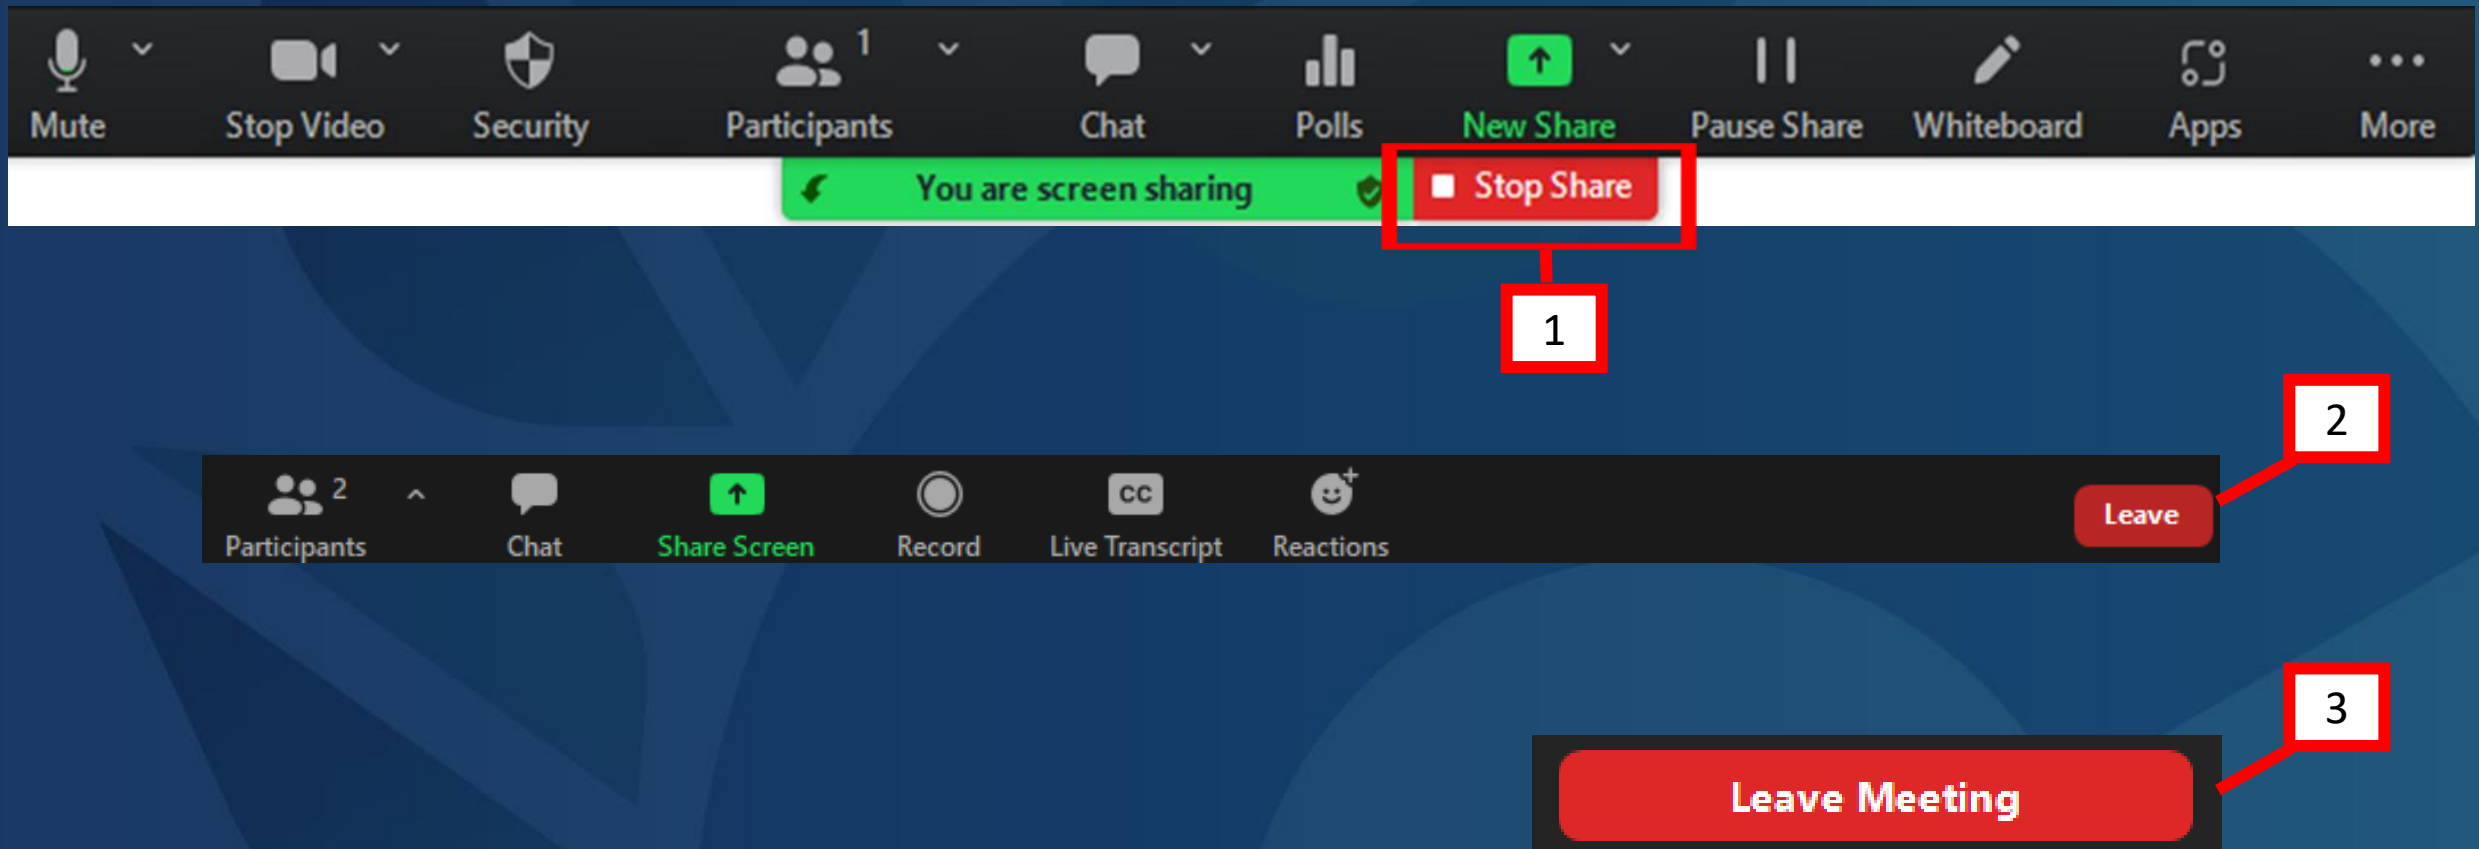 1
Mute Stop Video Security Participants Chat Polls New Share Pause Share Whiteboard Apps More
You are screen sharing Stop Share
1
2
2
CC
Participants Chat Share Screen Record Live Transcript Reactions Leave
3
Leave Meeting